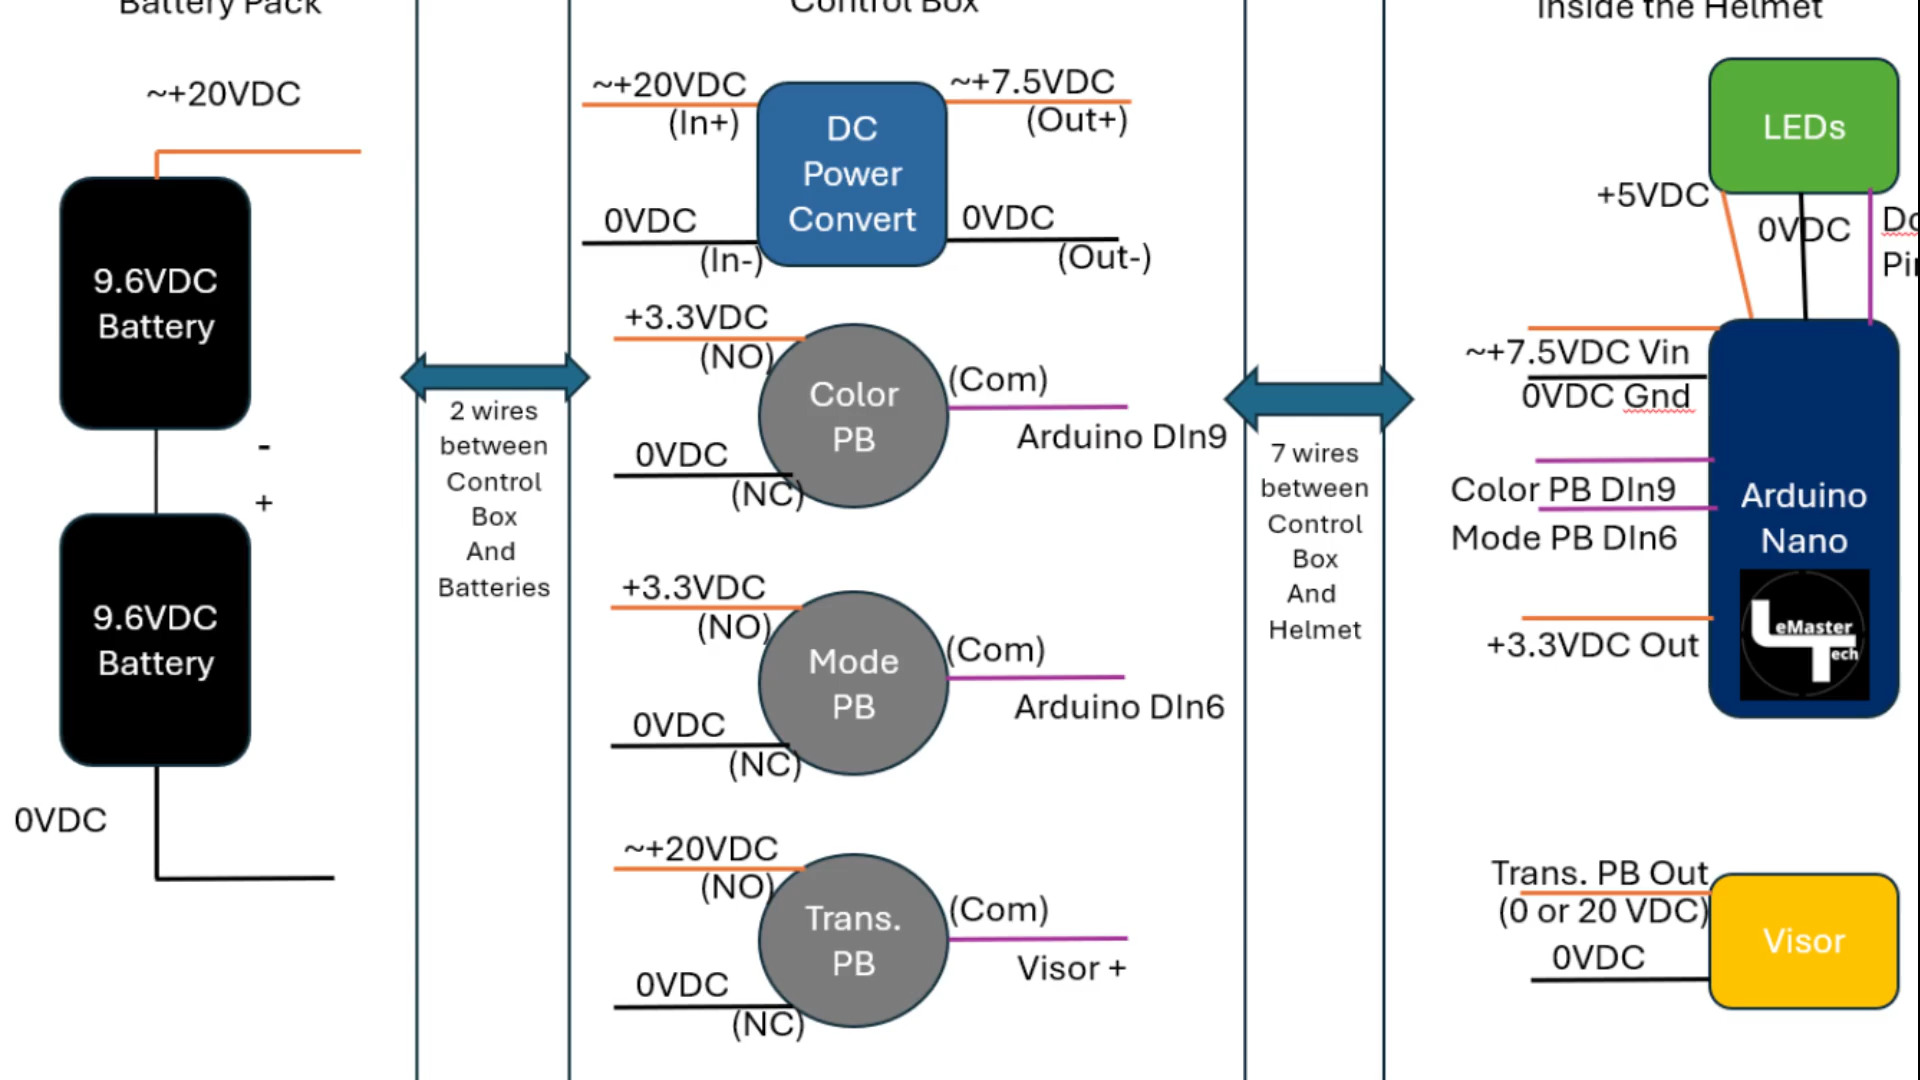 Battery Pack
~+20VDC
9.6VDC
Battery
-
+
9.6VDC
Battery
0VDC
2 wires
between
Control
Box
And
Batteries
Control Box
~+20VDC
(In+)
0VDC
(In-)
DC
Power
Convert
~+7.5VDC
(Out+)
0VDC
(Out-)
+3.3VDC
(NO)
0VDC
(NC)
Color
PB
(Com)
Arduino DIn9
+3.3VDC
(NO)
0VDC
(NC)
Mode
PB
(Com)
Arduino DIn6
~+20VDC
(NO)
0VDC
(NC)
Trans.
PB
(Com)
Visor +
7 wires
between
Control
Box
And
Helmet
Inside the Helmet
LEDs
+5VDC
0VDC
~+7.5VDC Vin
0VDC Gnd
Color PB DIn9
Mode PB DIn6
+3.3VDC Out
Arduino
Nano
LeMaster
Tech
Trans. PB Out
(0 or 20 VDC)
0VDC
Visor